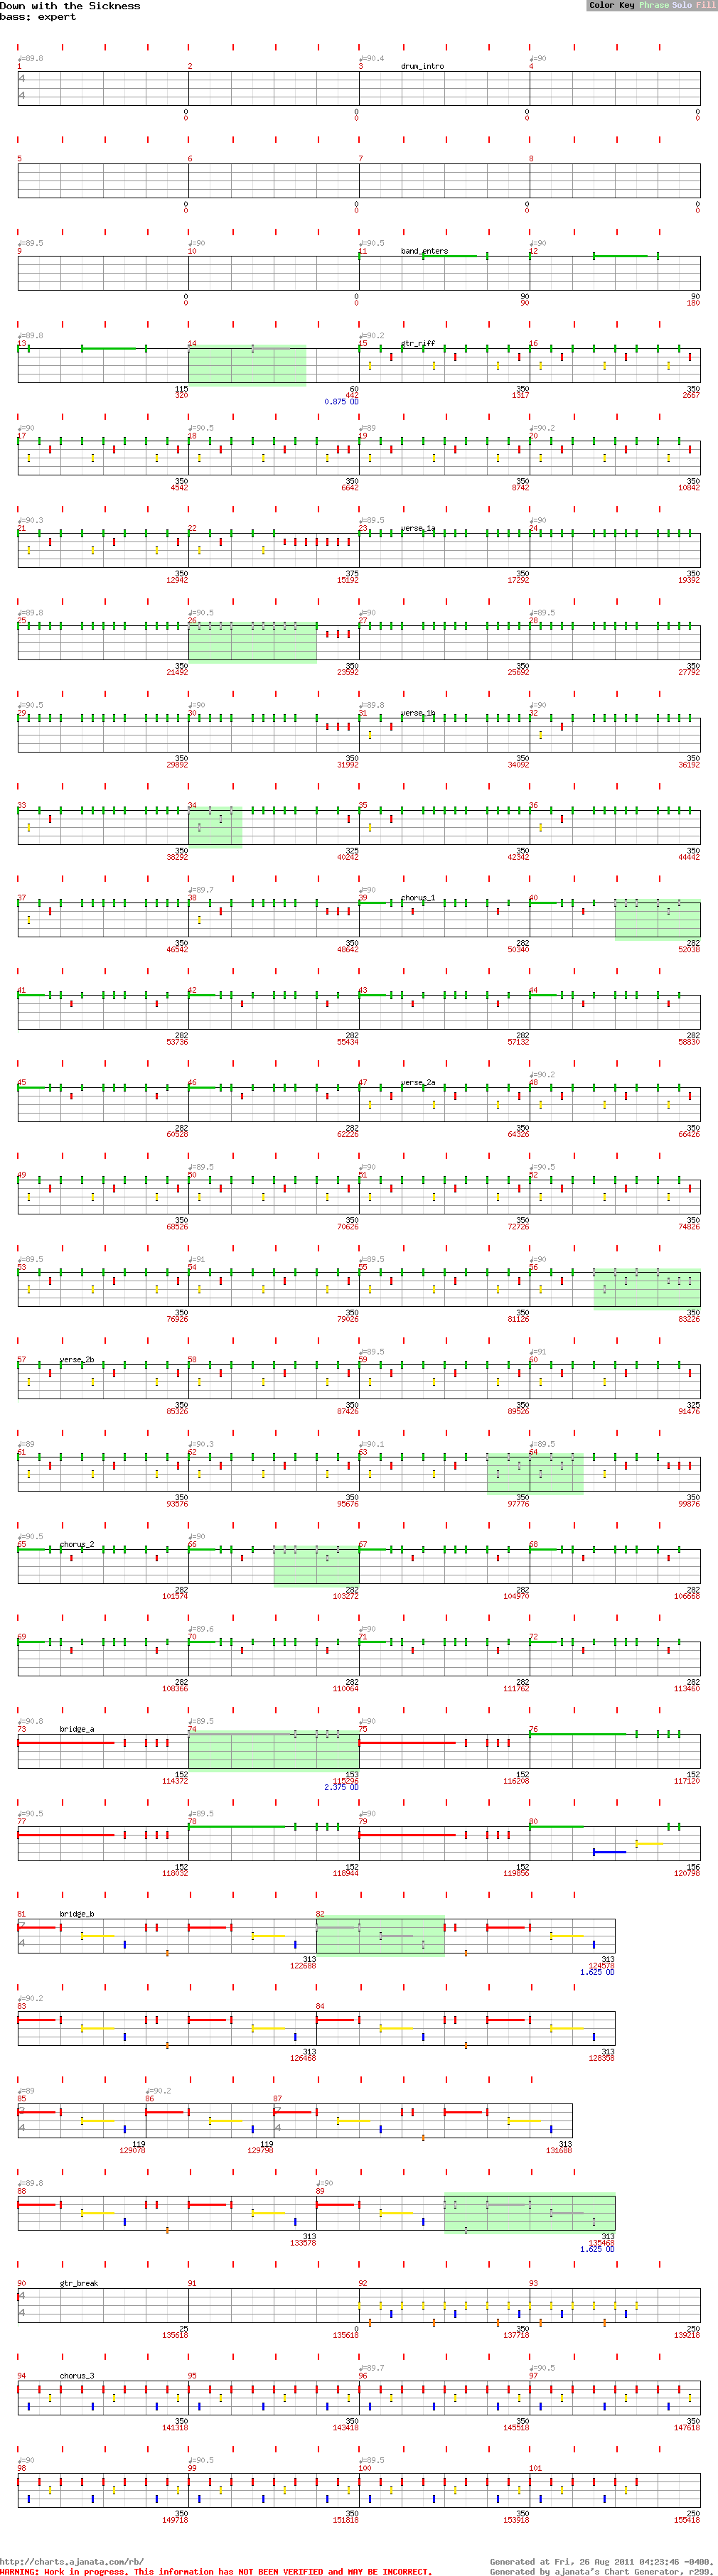 Down with the Sickness
bass: expert
Color Key Phrase Solo Fill
♩=89.8 ♩=90.4 ♩=90
1 2 3 drum_intro 4
4
4
0 0 0 0
0 0 0 0
5 6 7 8
0 0 0 0
0 0 0 0
♩=89.5 ♩=90 ♩=90.5 ♩=90
9 10 11 band_enters 12
0 0 90 90
0 0 90 180
♩=89.8 ♩=90.2
13 14 15 gtr_riff 16
115 60 350 350
320 442 1317 2667
0.875 OD
♩=90 ♩=90.5 ♩=89 ♩=90.2
17 18 19 20
350 350 350 350
4542 6642 8742 10842
♩=90.3 ♩=89.5 ♩=90
21 22 23 verse_1a 24
350 375 350 350
12942 15192 17292 19392
♩=89.8 ♩=90.5 ♩=90 ♩=89.5
25 26 27 28
350 350 350 350
21492 23592 25692 27792
♩=90.5 ♩=90 ♩=89.8 ♩=90
29 30 31 verse_1b 32
350 350 350 350
29892 31992 34092 36192
33 34 35 36
350 325 350 350
38292 40242 42342 44442
♩=89.7 ♩=90
37 38 39 chorus_1 40
350 350 282 282
46542 48642 50340 52038
41 42 43 44
282 282 282 282
53736 55434 57132 58830
♩=90.2
45 46 47 verse_2a 48
282 282 350 350
60528 62226 64326 66426
♩=89.5 ♩=90 ♩=90.5
49 50 51 52
350 350 350 350
68526 70626 72726 74826
♩=89.5 ♩=91 ♩=89.5 ♩=90
53 54 55 56
350 350 350 350
76926 79026 81126 83226
♩=89.5 ♩=91
57 verse_2b 58 59 60
350 350 350 325
85326 87426 89526 91476
♩=89 ♩=90.3 ♩=90.1 ♩=89.5
61 62 63 64
350 350 350 350
93576 95676 97776 99876
♩=90.5 ♩=90
65 chorus_2 66 67 68
282 282 282 282
101574 103272 104970 106668
♩=89.6 ♩=90
69 70 71 72
282 282 282 282
108366 110064 111762 113460
♩=90.8 ♩=89.5 ♩=90
73 bridge_a 74 75 76
152 153 152 152
114372 115296 116208 117120
2.375 OD
♩=90.5 ♩=89.5 ♩=90
77 78 79 80
152 152 152 156
118032 118944 119856 120798
81 bridge_b 82
7
4
313 313
122688 124578
1.625 OD
♩=90.2
83 84
313 313
126468 128358
♩=89 ♩=90.2
85 86 87
3 7
4 4
119 119 313
129078 129798 131688
♩=89.8 ♩=90
88 89
313 313
133578 135468
1.625 OD
90 gtr_break 91 92 93
4
4
25 0 350 250
135618 135618 137718 139218
♩=89.7 ♩=90.5
94 chorus_3 95 96 97
350 350 350 350
141318 143418 145518 147618
♩=90 ♩=90.5 ♩=89.5
98 99 100 101
350 350 350 250
149718 151818 153918 155418
http://charts.ajanata.com/rb/ Generated at Fri, 26 Aug 2011 04:23:46 -0400.
WARNING: Work in progress. This information has NOT BEEN VERIFIED and MAY BE INCORRECT. Generated by ajanata's Chart Generator, r299.